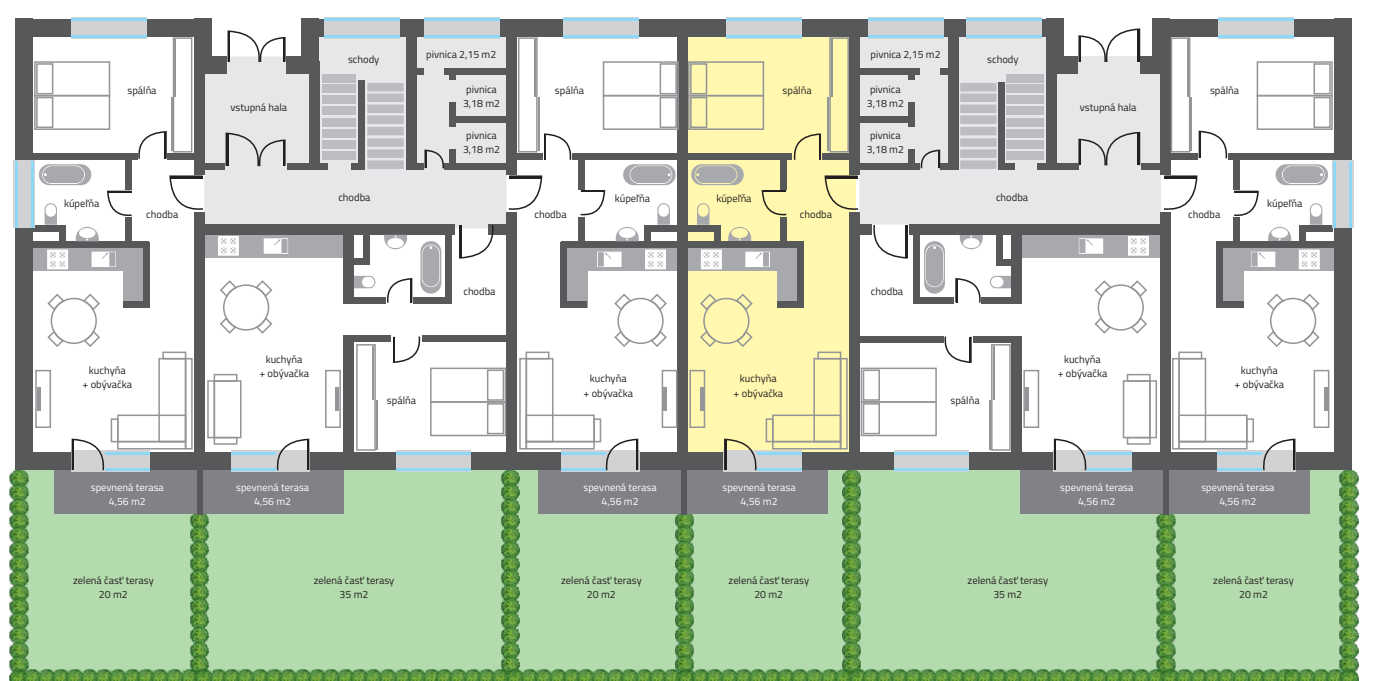 schody
pivnica 2,15 m2
spálňa
vstupná hala
pivnica
3,18 m2
spálňa
pivnica
3,18 m2
kúpeľňa
chodba
chodba
chodba
kúpeľňa
chodba
kuchyňa
+ obývačka
kuchyňa
+ obývačka
spálňa
kuchyňa
+ obývačka
spálňa
pivnica 2,15 m2
schody
pivnica
3,18 m2
vstupná hala
spálňa
pivnica
3,18 m2
kúpeľňa
chodba
chodba
chodba
kúpeľňa
chodba
kuchyňa
+ obývačka
spálňa
kuchyňa
+ obývačka
kuchyňa
+ obývačka
spevnená terasa
4,56 m2
spevnená terasa
4,56 m2
spevnená terasa
4,56 m2
spevnená terasa
4,56 m2
spevnená terasa
4,56 m2
spevnená terasa
4,56 m2
zelená časť terasy
20 m2
zelená časť terasy
35 m2
zelená časť terasy
20 m2
zelená časť terasy
20 m2
zelená časť terasy
35 m2
zelená časť terasy
20 m2